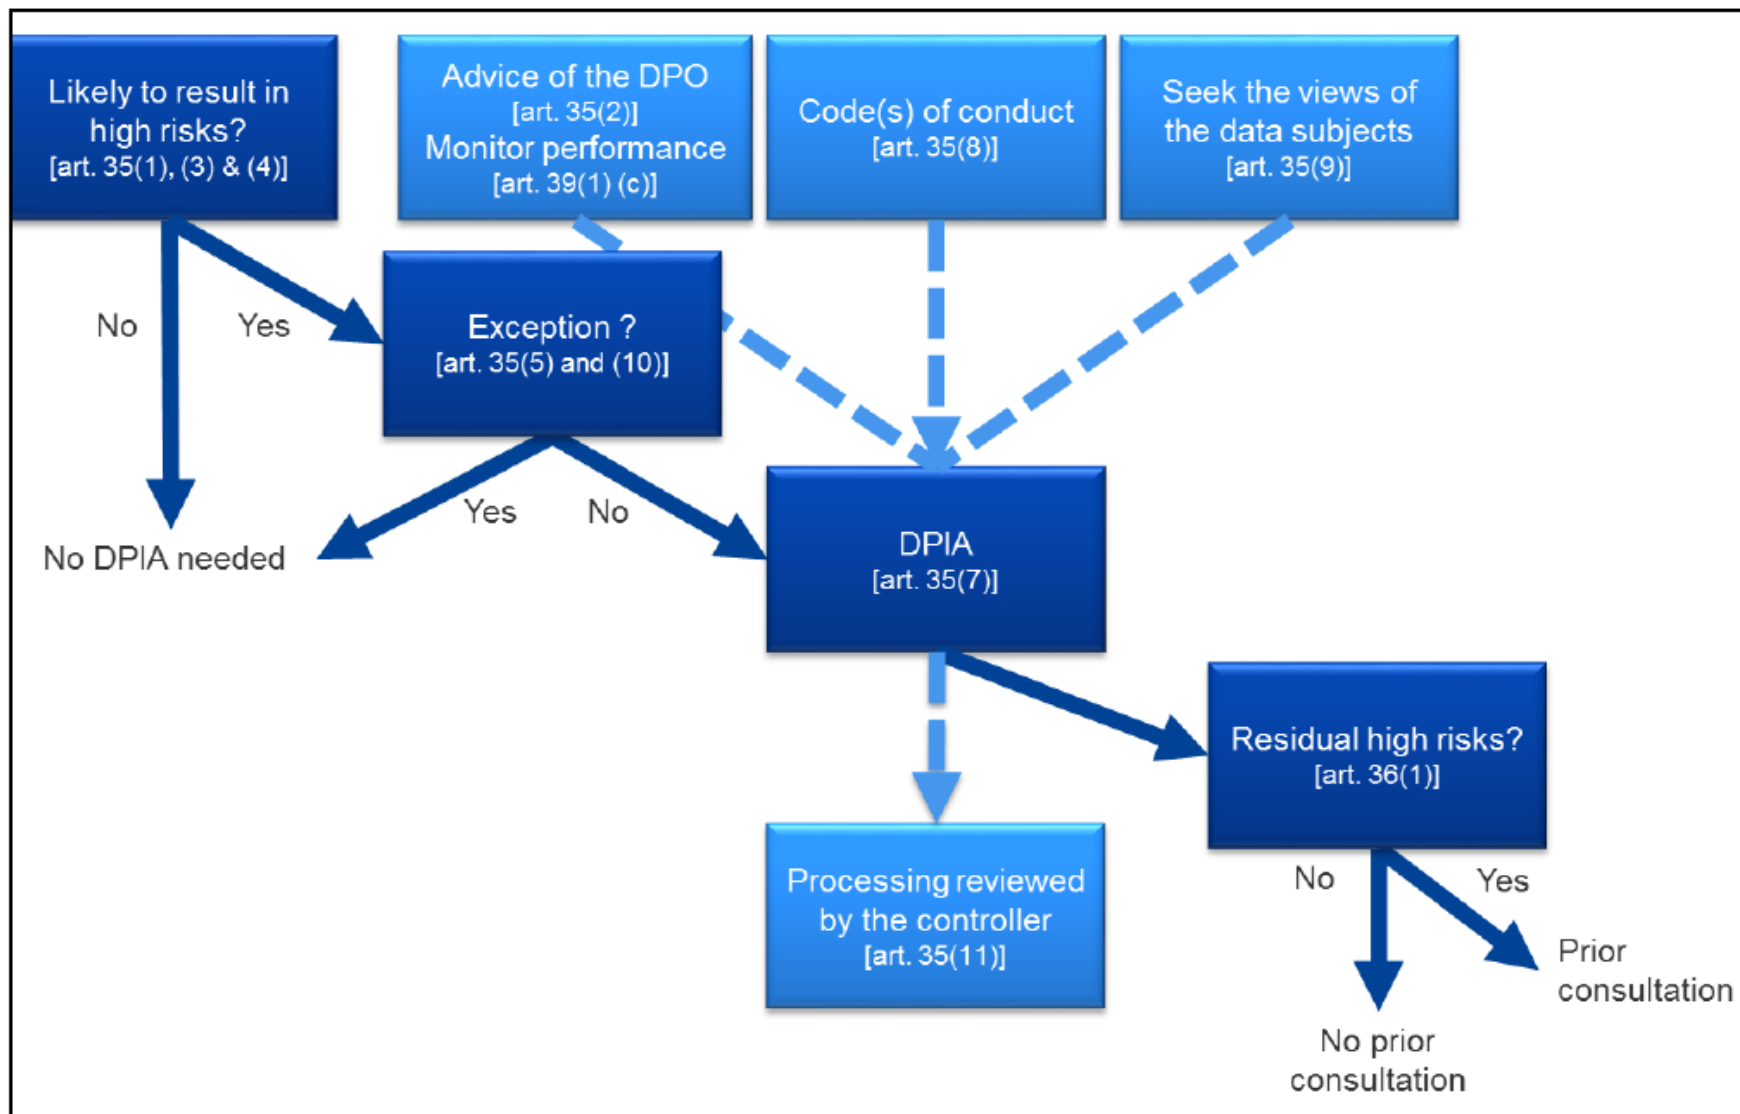 Likely to result in
high risks?
[art. 35(1), (3) & (4)]
Advice of the DPO
[art. 35(2)]
Monitor performance
[art. 39(1) (c)]
Code(s) of conduct
[art. 35(8)]
Seek the views of
the data subjects
[art. 35(9)]
No
Yes
Exception ?
[art. 35(5) and (10)]
Yes
No
No DPIA needed
DPIA
[art. 35(7)]
Residual high risks?
[art. 36(1)]
Processing reviewed
by the controller
[art. 35(11)]
No
Yes
Prior
consultation
No prior
consultation